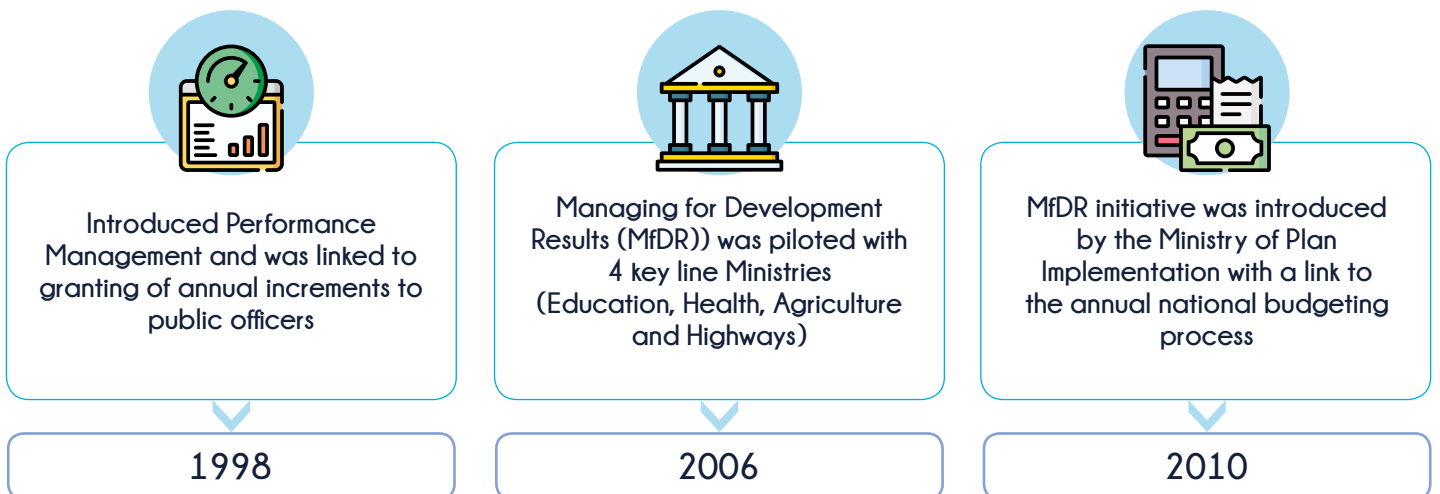 Introduced Performance
Management and was linked to
granting of annual increments to
public officers
1998
Managing for Development
Results (MfDR)) was piloted with
4 key line Ministries
(Education, Health, Agriculture
and Highways)
2006
MfDR initiative was introduced
by the Ministry of Plan
Implementation with a link to
the annual national budgeting
process
2010